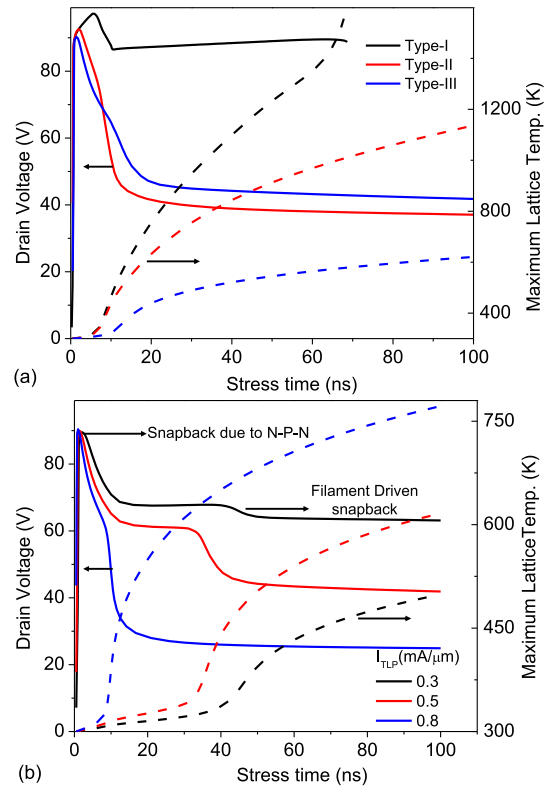 (a)
Drain Voltage (V)
80
60
40
20
0
Type-I
Type-II
Type-III
1200
800
400
Maximum Lattice Temp. (K)
0
20
40
60
80
100
Stress time (ns)
(b)
Drain Voltage (V)
80
60
40
20
0
Snapback due to N-P-N
Filament Driven
snapback
I_TLP(mA/μm)
0.3
0.5
0.8
750
600
450
300
Maximum LatticeTemp. (K)
0
20
40
60
80
100
Stress time (ns)